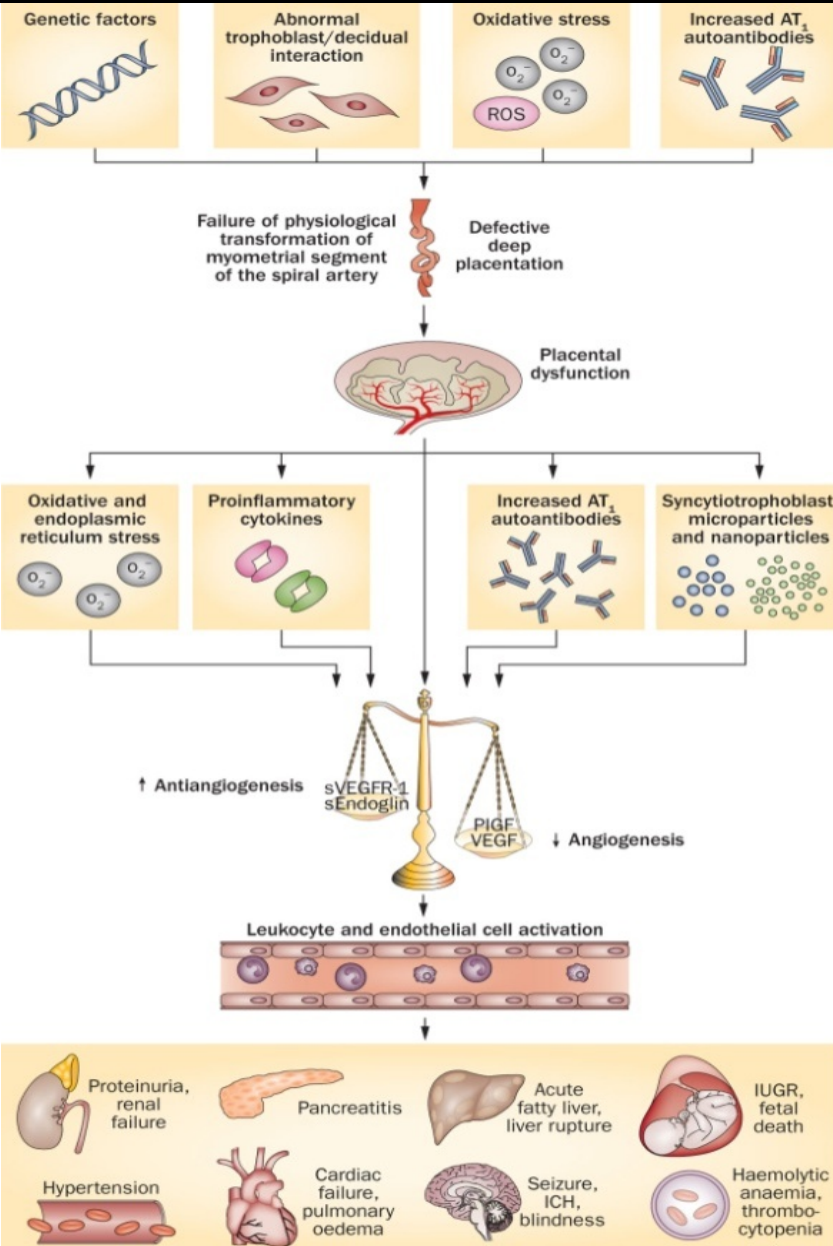 Genetic factors
Abnormal
trophoblast/decidual
interaction
Oxidative stress
O₂⁻
O₂⁻
O₂⁻
ROS
Increased AT₁
autoantibodies
Failure of physiological
transformation of
myometrial segment
of the spiral artery
Defective
deep
placentation
Placental
dysfunction
Oxidative and
endoplasmic
reticulum stress
O₂⁻
O₂⁻
O₂⁻
Proinflammatory
cytokines
Increased AT₁
autoantibodies
Syncytiotrophoblast
microparticles
and nanoparticles
↑ Antiangiogenesis
sVEGFR-1
sEndoglin
PlGF
VEGF
↓ Angiogenesis
Leukocyte and endothelial cell activation
Proteinuria,
renal
failure
Pancreatitis
Acute
fatty liver,
liver rupture
IUGR,
fetal
death
Hypertension
Cardiac
failure,
pulmonary
oedema
Seizure,
ICH,
blindness
Haemolytic
anaemia,
thrombo-
cytopenia